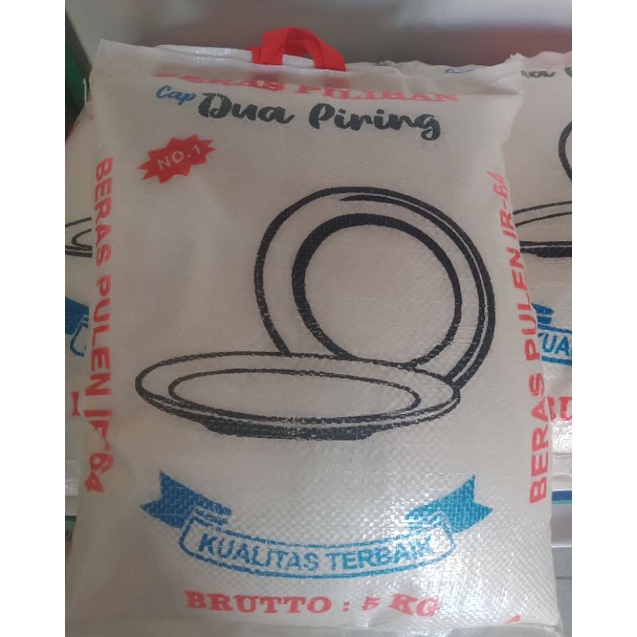 BERAS PILIHAN
Cap Dua Piring
NO.1
BERAS PULEN IR-64
BERAS PULEN IR-64
KUALITAS TERBAIK
BRUTTO : 5 KG